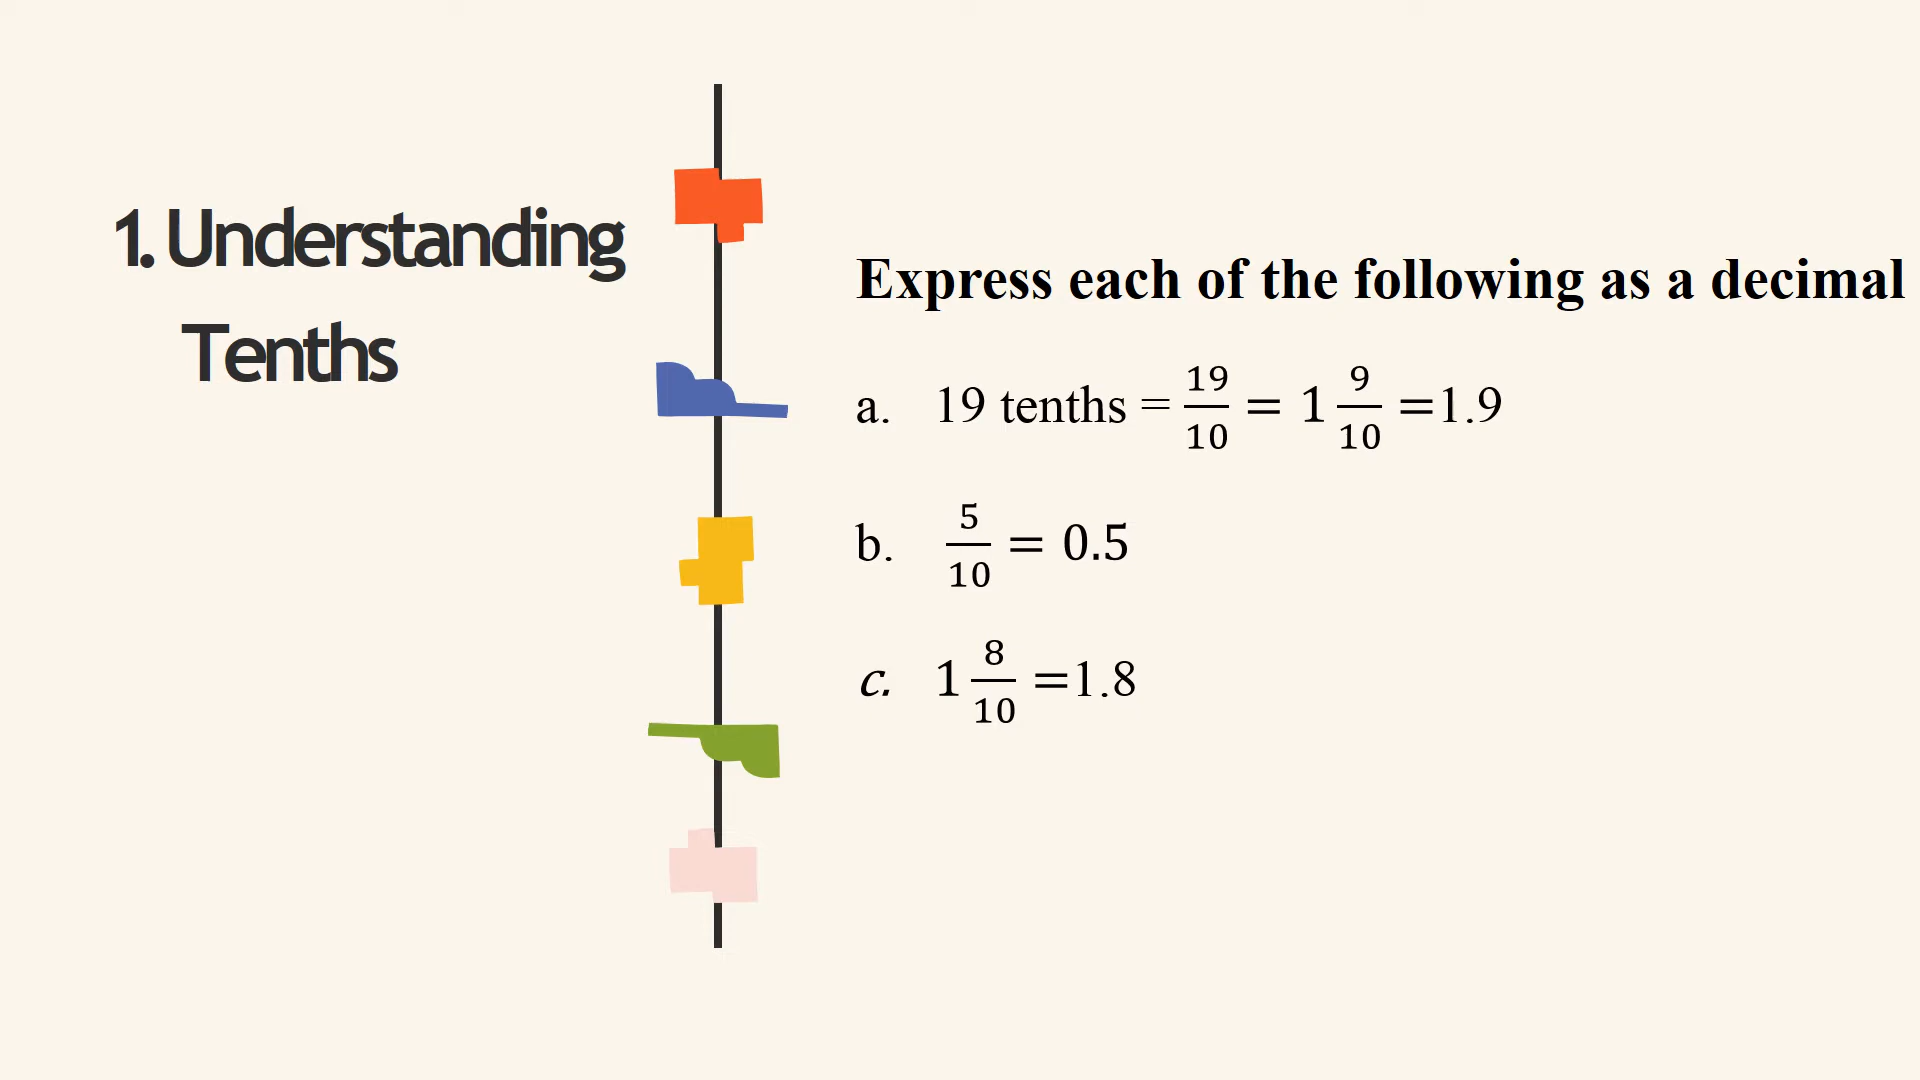 1. Understanding
Tenths
Express each of the following as a decimal
a. 19 tenths = 19/10 = 1 9/10 =1.9
b. 5/10 = 0.5
c. 1 8/10 =1.8